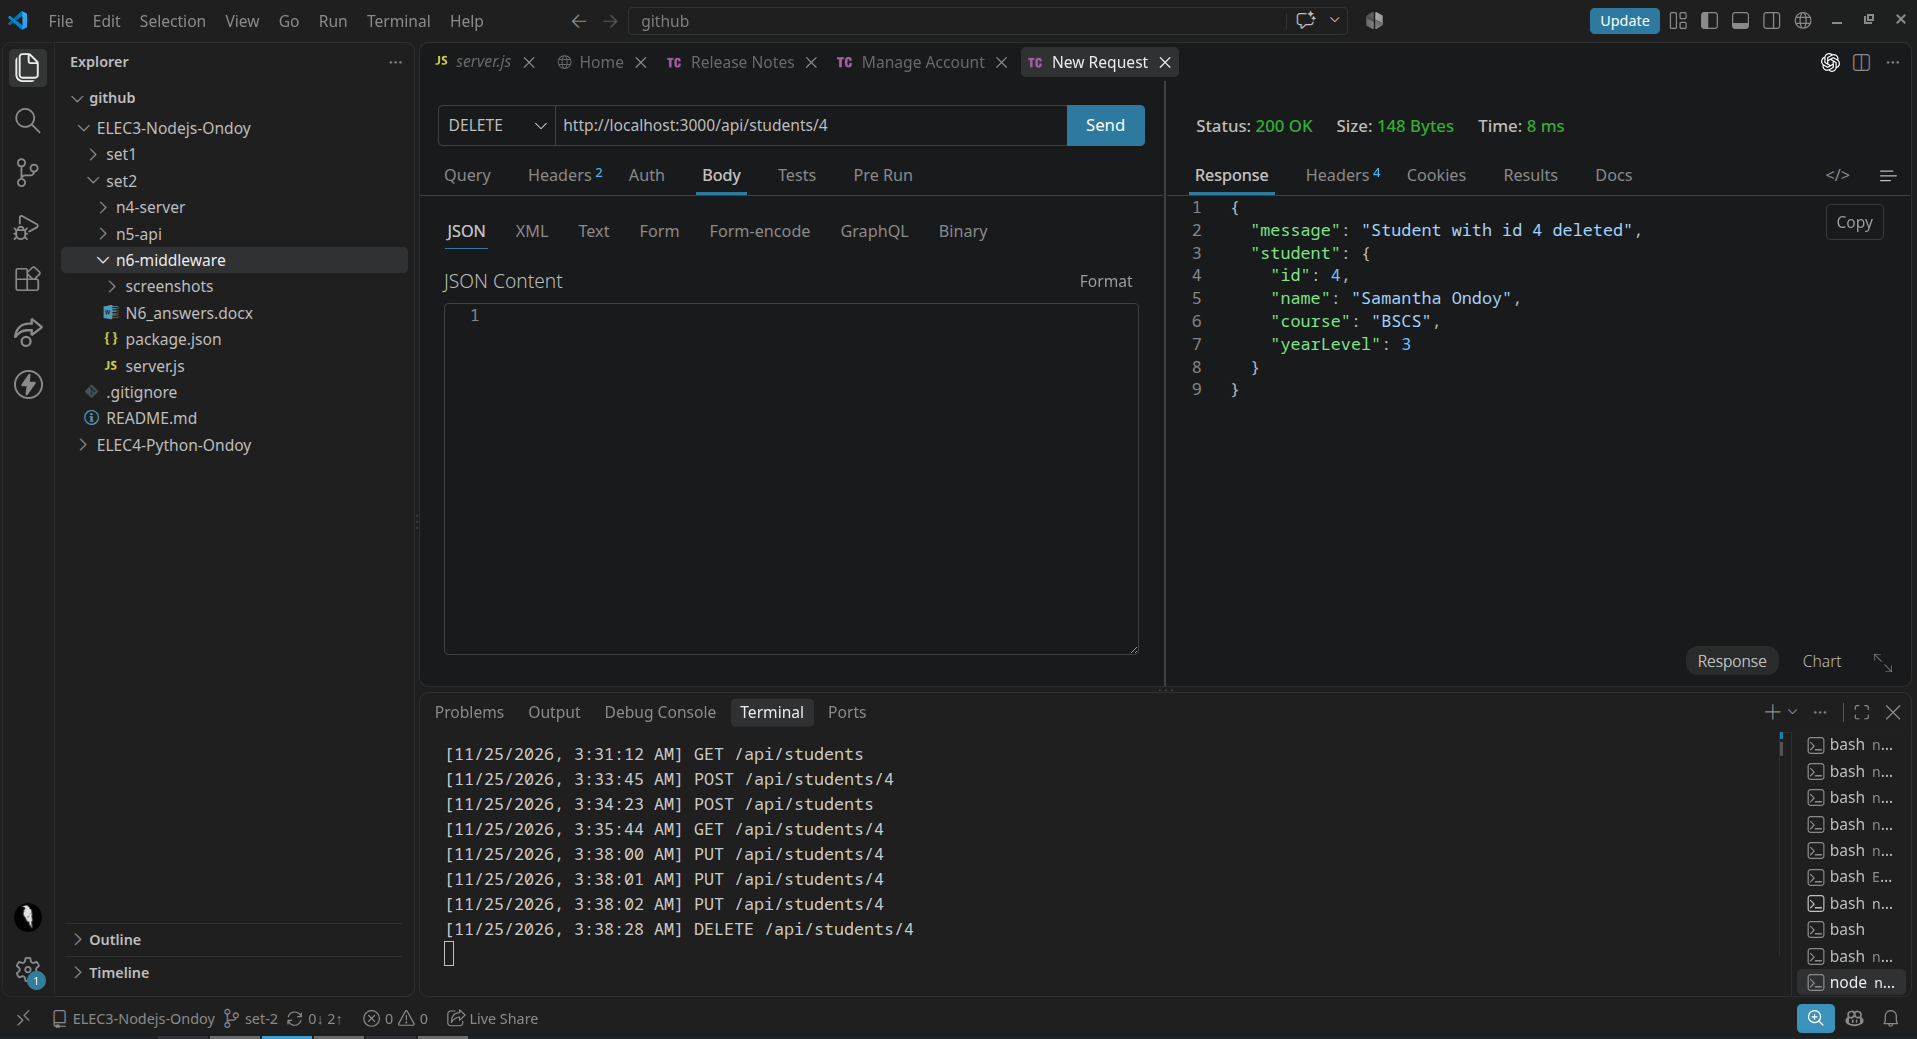 File Edit Selection View Go Run Terminal Help
github
Update
Explorer
github
ELEC3-Nodejs-Ondoy
set1
set2
n4-server
n5-api
n6-middleware
screenshots
N6_answers.docx
package.json
JS server.js
.gitignore
README.md
ELEC4-Python-Ondoy
Outline
Timeline
JS server.js
Home
TC Release Notes
TC Manage Account
TC New Request
DELETE
http://localhost:3000/api/students/4
Send
Query Headers 2 Auth Body Tests Pre Run
JSON XML Text Form Form-encode GraphQL Binary
JSON Content
Format
1
Status: 200 OK Size: 148 Bytes Time: 8 ms
Response Headers 4 Cookies Results Docs
</>
Copy
1 {
2 "message": "Student with id 4 deleted",
3 "student": {
4 "id": 4,
5 "name": "Samantha Ondoy",
6 "course": "BSCS",
7 "yearLevel": 3
8 }
9 }
Response Chart
Problems Output Debug Console Terminal Ports
[11/25/2026, 3:31:12 AM] GET /api/students
[11/25/2026, 3:33:45 AM] POST /api/students/4
[11/25/2026, 3:34:23 AM] POST /api/students
[11/25/2026, 3:35:44 AM] GET /api/students/4
[11/25/2026, 3:38:00 AM] PUT /api/students/4
[11/25/2026, 3:38:01 AM] PUT /api/students/4
[11/25/2026, 3:38:02 AM] PUT /api/students/4
[11/25/2026, 3:38:28 AM] DELETE /api/students/4
bash n...
bash n...
bash n...
bash n...
bash n...
bash E...
bash n...
bash
bash n...
node n...
1
ELEC3-Nodejs-Ondoy set-2 0↓ 2↑ 0 0 Live Share